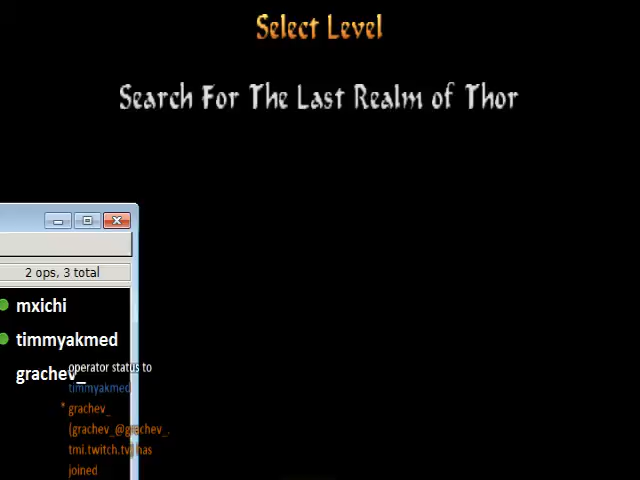 Select Level
Search For The Last Realm of Thor
2 ops, 3 total
mxichi
timmyakmed
grachev_
operator status to
timmyakmed
* grachev_
(grachev_@grachev_.
tmi.twitch.tv) has
joined